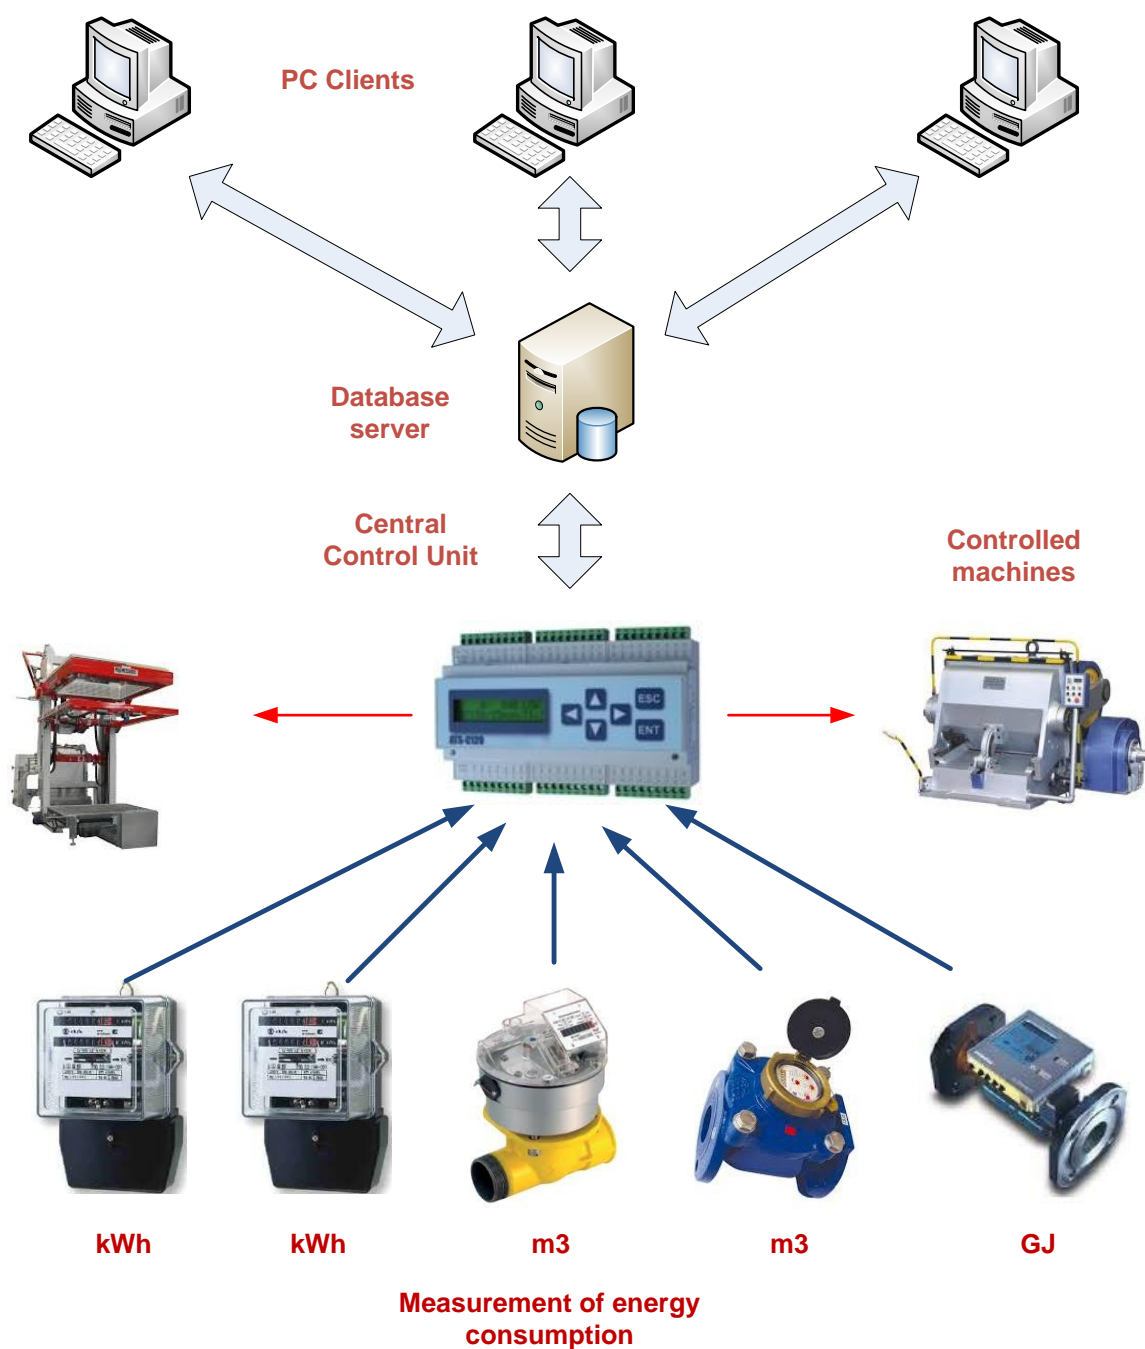 PC Clients
Database
server
Central
Control Unit
Controlled
machines
ESC
ENT
kWh
kWh
m3
m3
GJ
Measurement of energy
consumption